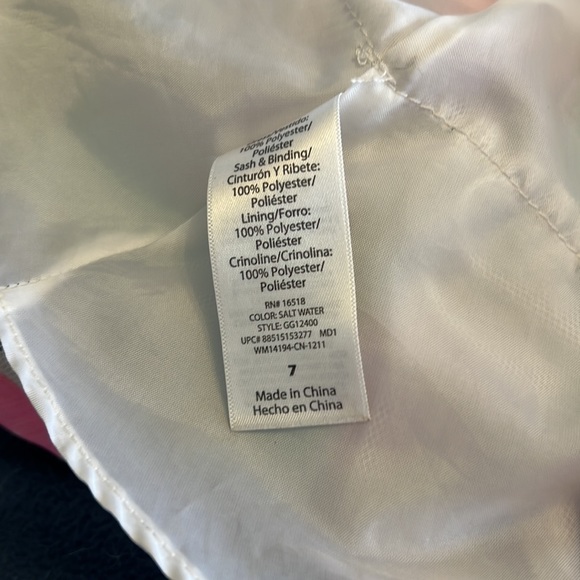 Vestido:
100% Polyester/
Poliéster
Sash & Binding/
Cinturón Y Ribete:
100% Polyester/
Poliéster
Lining/Forro:
100% Polyester/
Poliéster
Crinoline/Crinolina:
100% Polyester/
Poliéster
RN# 16518
COLOR: SALT WATER
STYLE: GG12400
UPC# 88515153277 MD1
WM14194-CN-1211
7
Made in China
Hecho en China